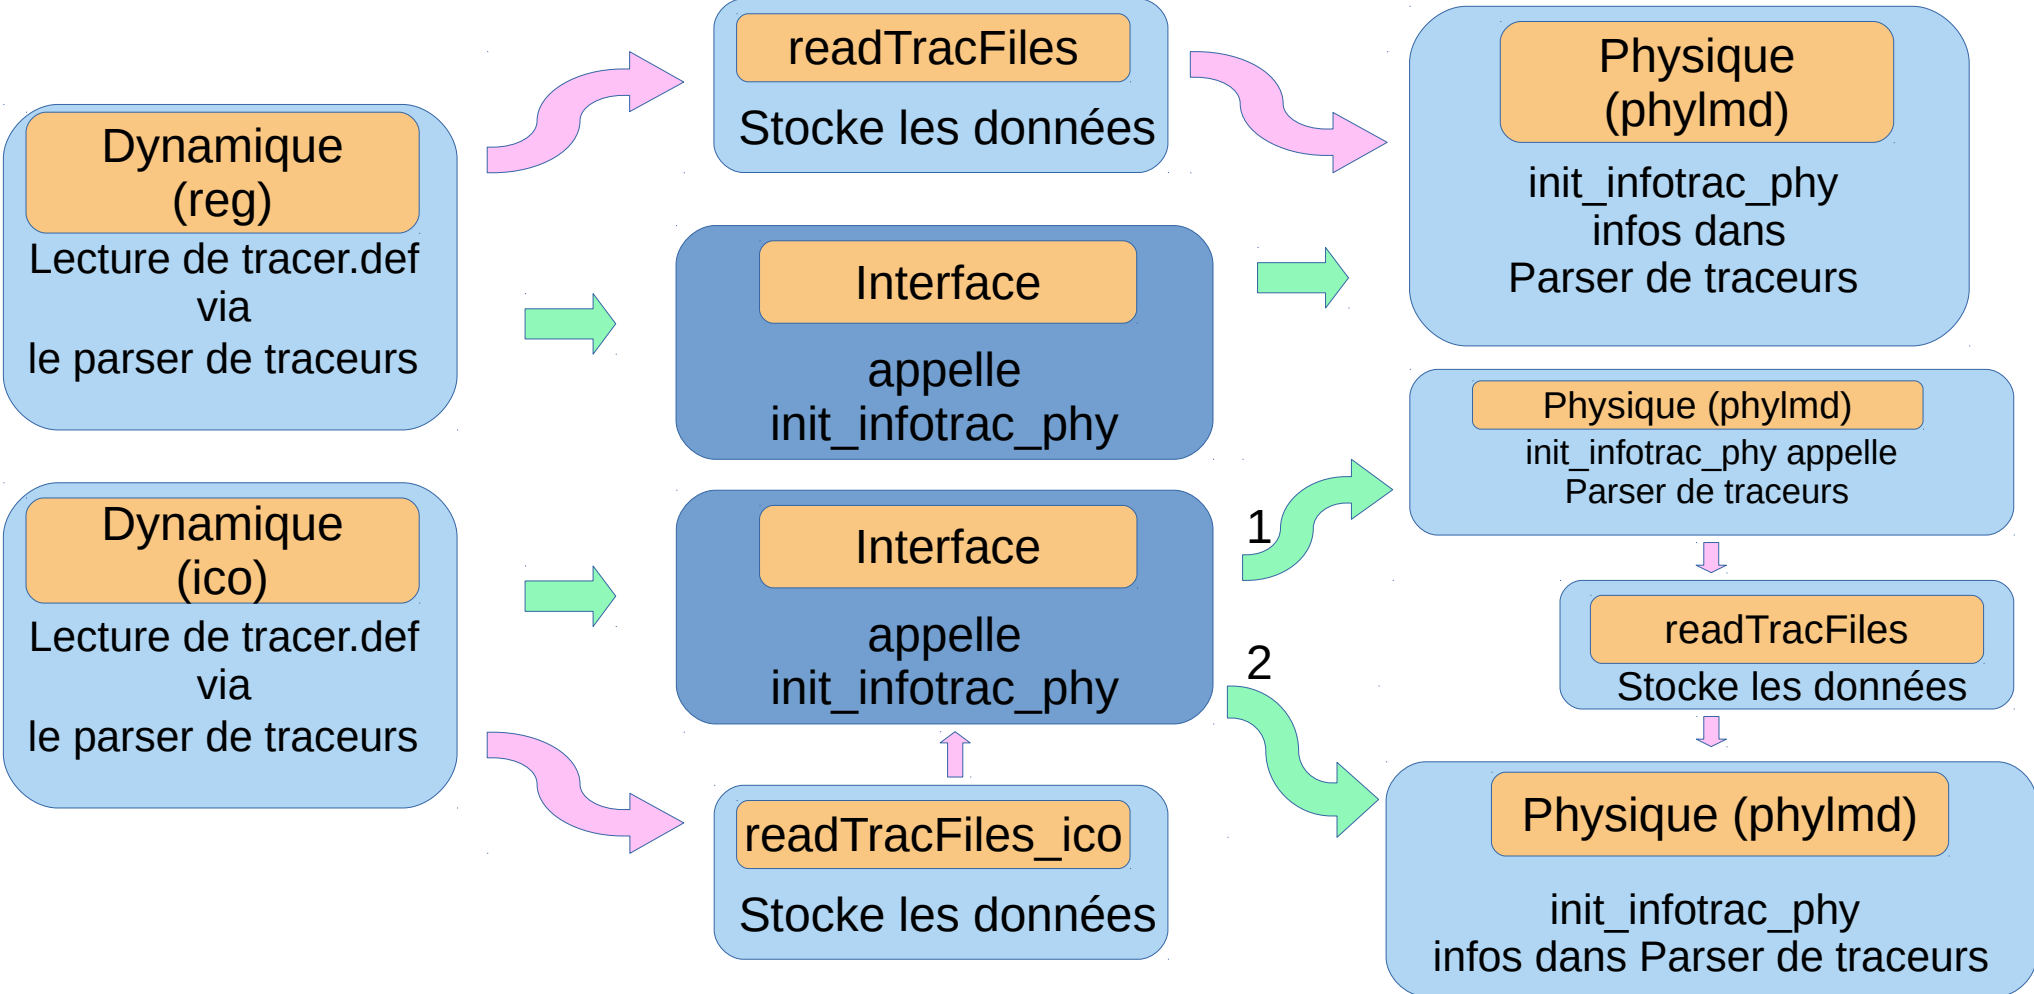 Dynamique
(reg)
Lecture de tracer.def
via
le parser de traceurs
readTracFiles
Stocke les données
Physique
(phylmd)
init_infotrac_phy
infos dans
Parser de traceurs
Interface
appelle
init_infotrac_phy
Dynamique
(ico)
Lecture de tracer.def
via
le parser de traceurs
Interface
appelle
init_infotrac_phy
readTracFiles_ico
Stocke les données
1
2
Physique (phylmd)
init_infotrac_phy appelle
Parser de traceurs
readTracFiles
Stocke les données
Physique (phylmd)
init_infotrac_phy
infos dans Parser de traceurs